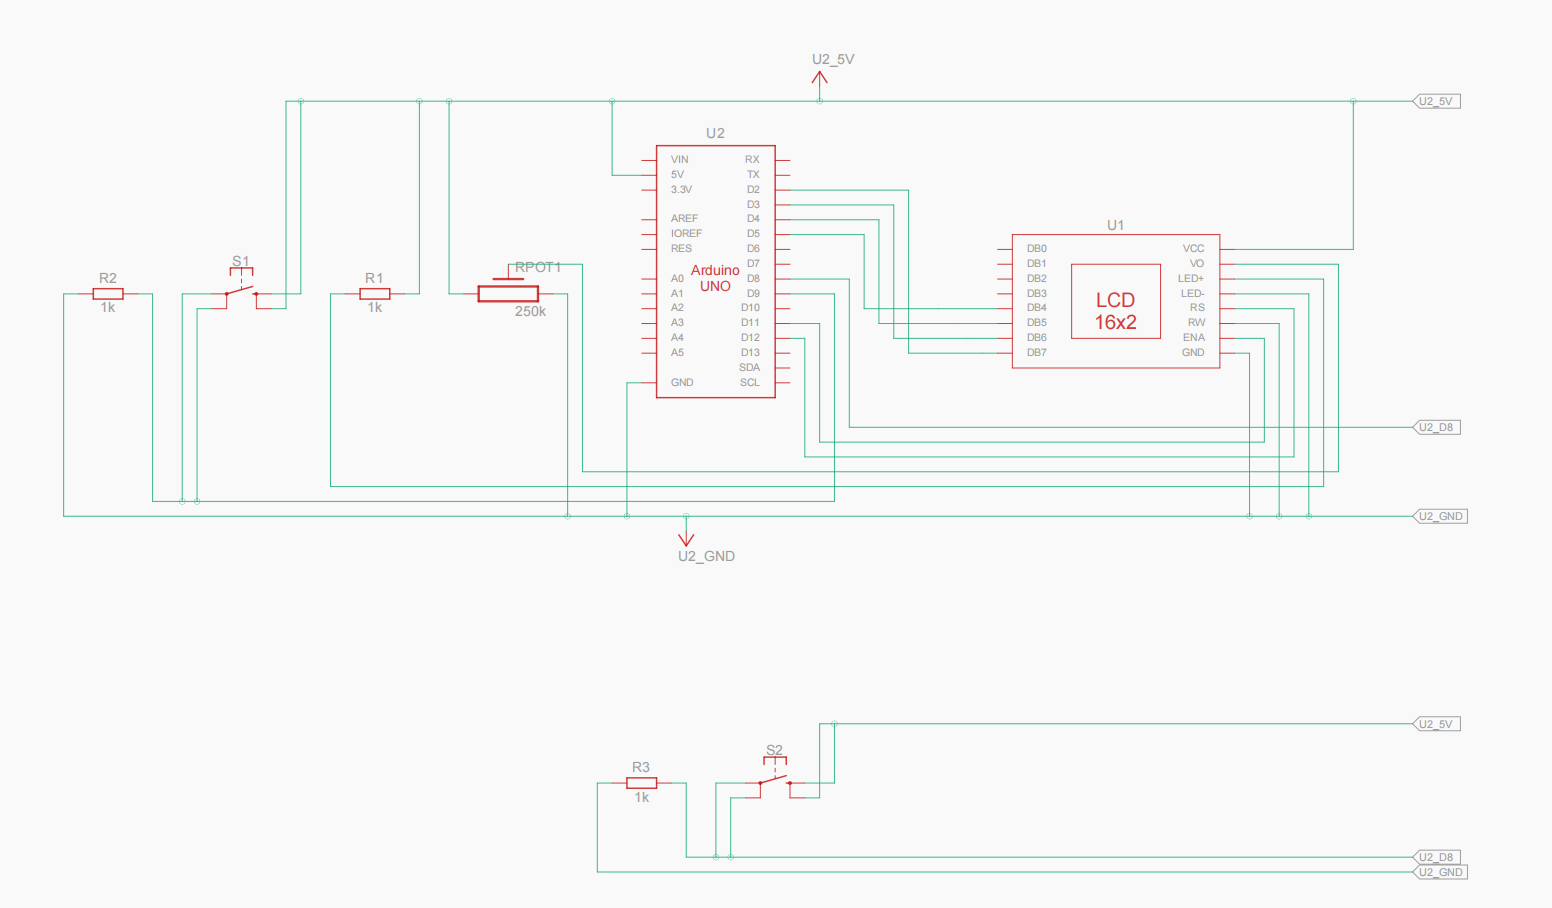 U2_5V
U2_5V
U2
VIN RX
5V TX
3.3V D2
D3
AREF D4
IOREF D5
RES D6
D7
A0 D8
A1 D9
A2 D10
A3 D11
A4 D12
A5 D13
SDA
GND SCL
Arduino
UNO
U1
DB0 VCC
DB1 VO
DB2 LED+
DB3 LED-
DB4 RS
DB5 RW
DB6 ENA
DB7 GND
LCD
16x2
R2
1k
S1
R1
1k
RPOT1
250k
U2_D8
U2_GND
U2_GND
U2_5V
S2
R3
1k
U2_D8
U2_GND